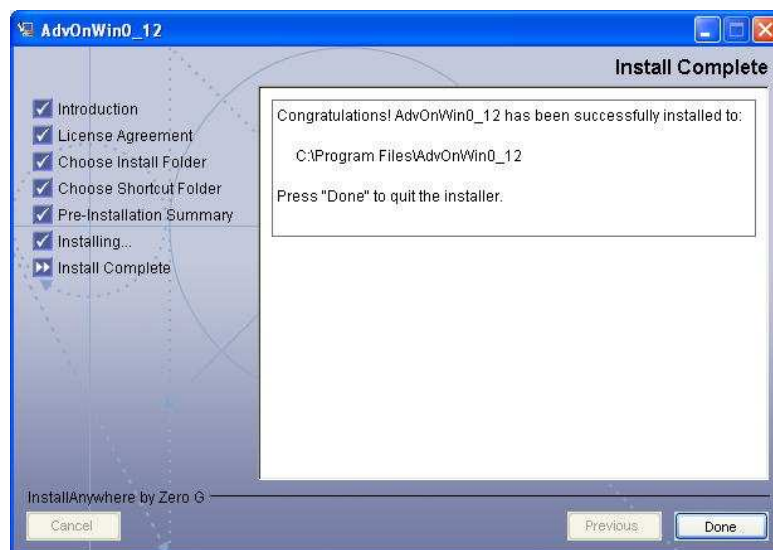 AdvOnWin0_12
Install Complete
Introduction
License Agreement
Choose Install Folder
Choose Shortcut Folder
Pre-Installation Summary
Installing...
Install Complete
Congratulations! AdvOnWin0_12 has been successfully installed to:
C:\Program Files\AdvOnWin0_12
Press "Done" to quit the installer.
InstallAnywhere by Zero G
Cancel
Previous
Done